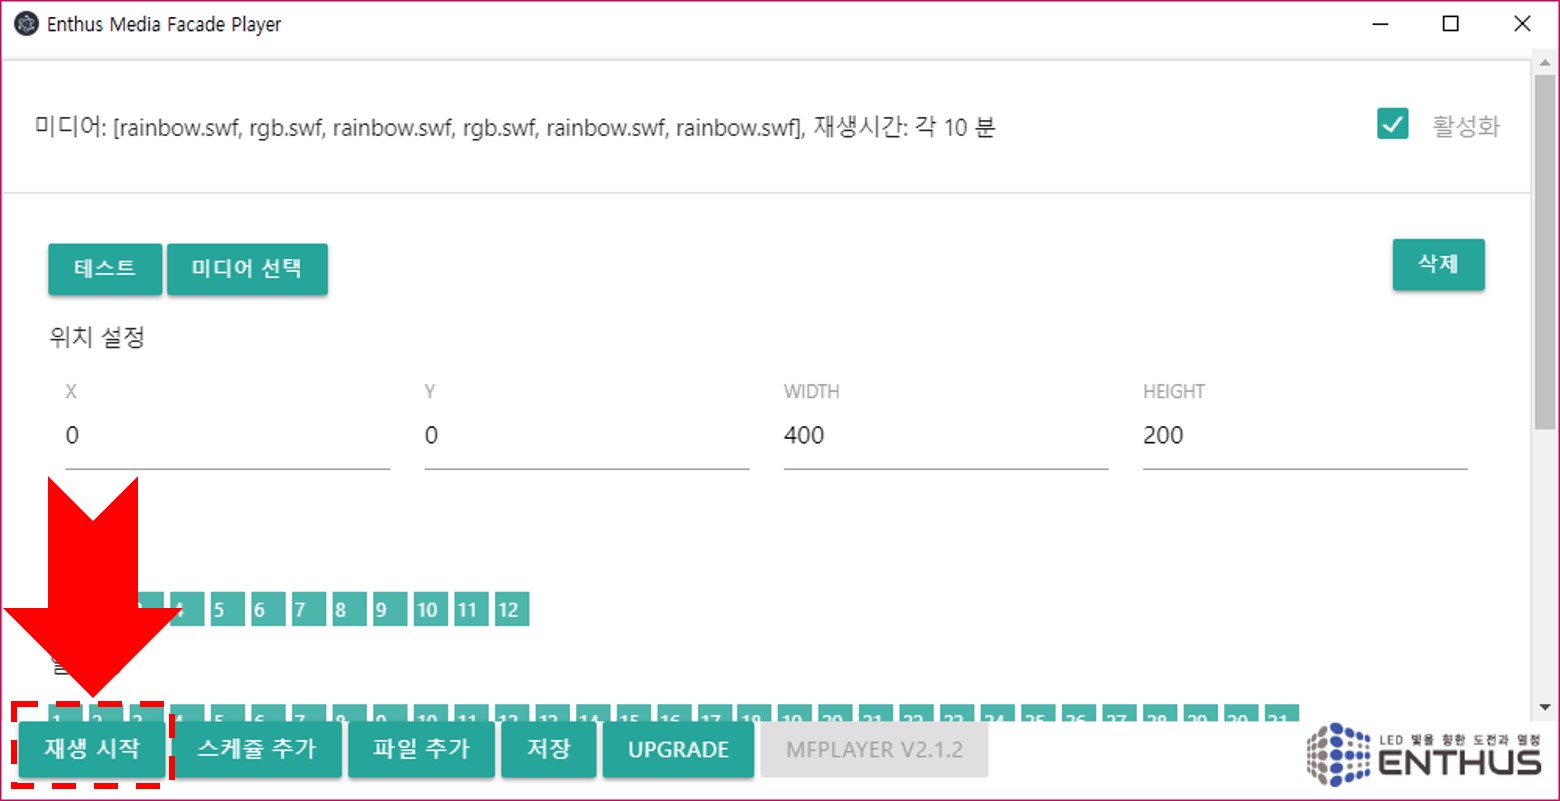 Enthus Media Facade Player
미디어: [rainbow.swf, rgb.swf, rainbow.swf, rgb.swf, rainbow.swf, rainbow.swf], 재생시간: 각 10 분
활성화
테스트 미디어 선택 삭제
위치 설정
X Y WIDTH HEIGHT
0 0 400 200
4 5 6 7 8 9 10 11 12
1 2 3 4 5 6 7 8 9 10 11 12 13 14 15 16 17 18 19 20 21 22 23 24 25 26 27 28 29 30 31
재생 시작 스케쥴 추가 파일 추가 저장 UPGRADE MFPLAYER V2.1.2
LED 빛을 향한 도전과 열정
ENTHUS